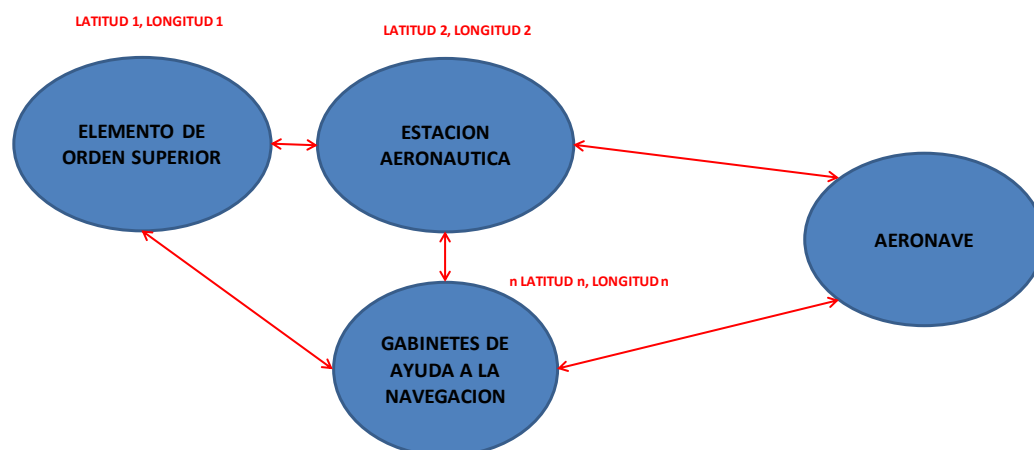 LATITUD 1, LONGITUD 1
LATITUD 2, LONGITUD 2
ELEMENTO DE
ORDEN SUPERIOR
ESTACION
AERONAUTICA
AERONAVE
n LATITUD n, LONGITUD n
GABINETES DE
AYUDA A LA
NAVEGACION